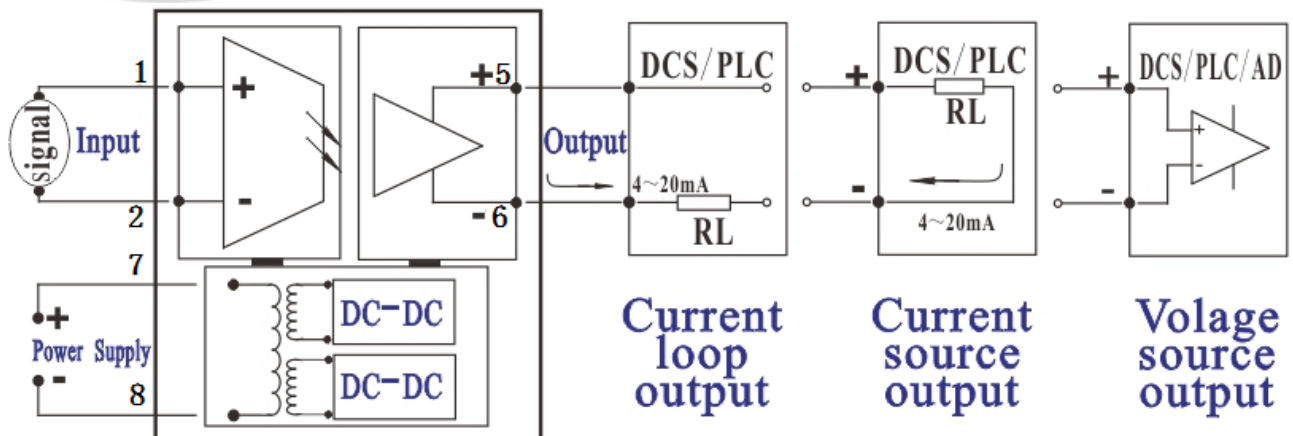 1
+
signal
Input
-
2
7
+
Power Supply
-
8
DC-DC
DC-DC
+5
-6
Output
DCS/PLC
4~20mA
RL
Current
loop
output
+
DCS/PLC
RL
-
4~20mA
Current
source
output
+
DCS/PLC/AD
+
-
-
Volage
source
output